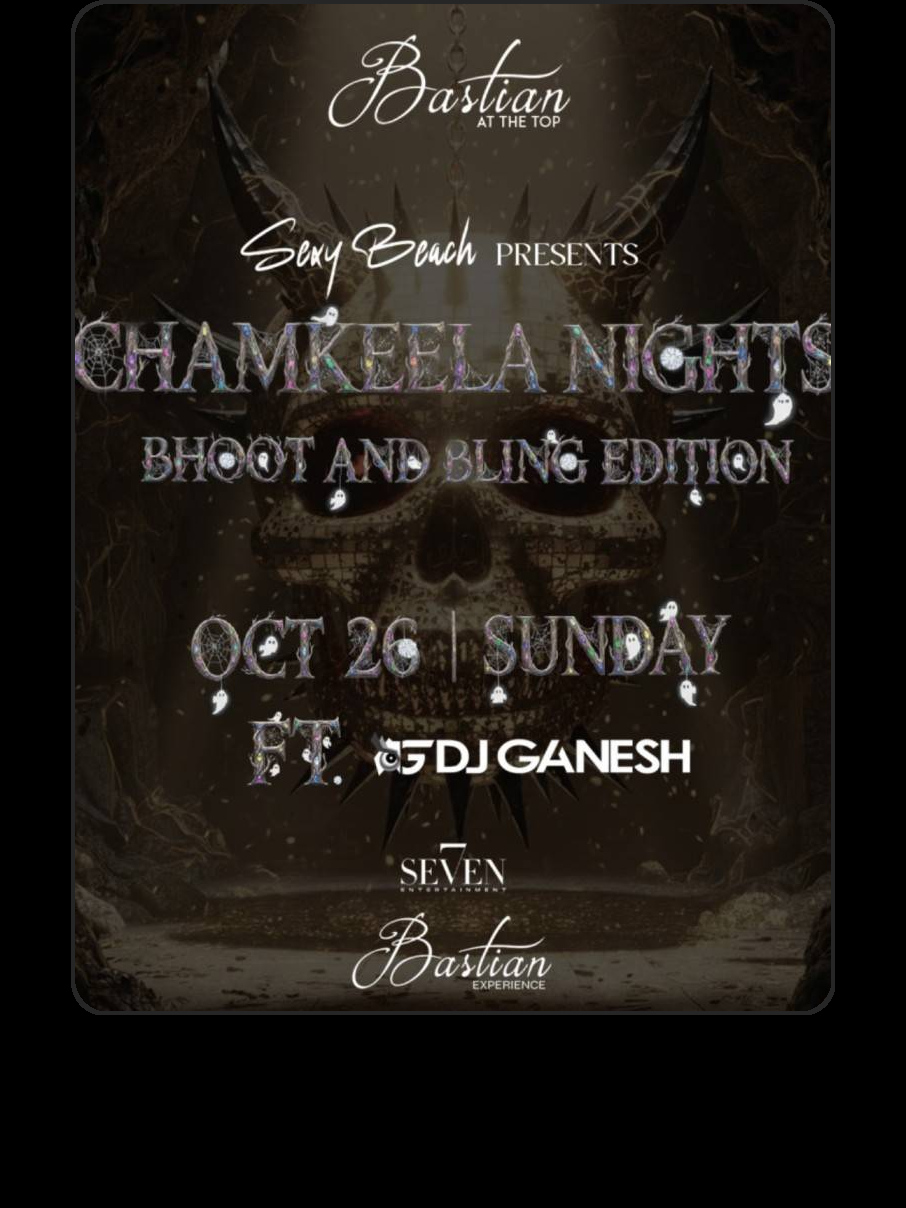 Bastian
AT THE TOP
Sexy Beach PRESENTS
CHAMKEELA NIGHTS
BHOOT AND BLING EDITION
OCT 26 | SUNDAY
FT. G DJ GANESH
7
SEVEN
ENTERTAINMENT
Bastian
EXPERIENCE